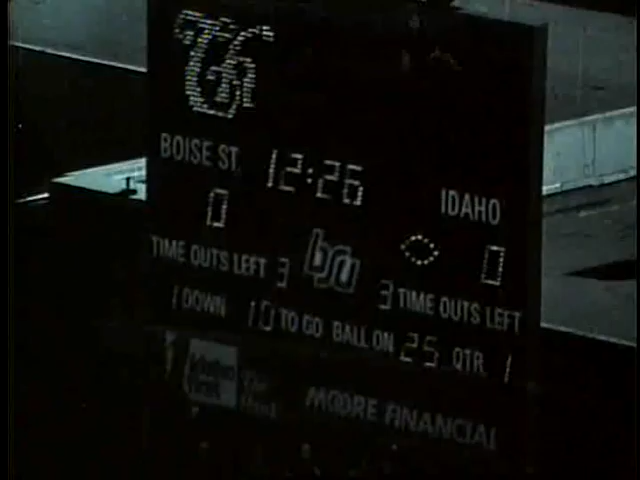 BOISE ST. 12:26 IDAHO
0 bsu 0
TIME OUTS LEFT 3 3 TIME OUTS LEFT
1 DOWN 10 TO GO BALL ON 25 QTR. 1
MOORE FINANCIAL